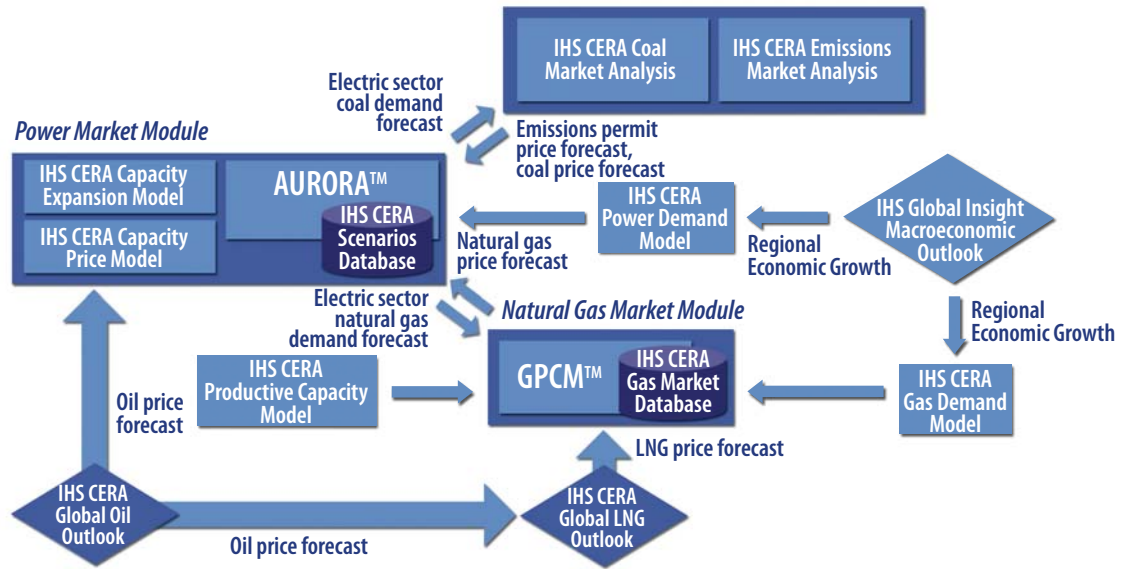 IHS CERA Coal
Market Analysis
IHS CERA Emissions
Market Analysis
Electric sector
coal demand
forecast
Emissions permit
price forecast,
coal price forecast
Power Market Module
IHS CERA Capacity
Expansion Model
IHS CERA Capacity
Price Model
AURORA™
IHS CERA
Scenarios
Database
Natural gas
price forecast
IHS CERA
Power Demand
Model
Regional
Economic Growth
IHS Global Insight
Macroeconomic
Outlook
Regional
Economic Growth
Electric sector
natural gas
demand forecast
Natural Gas Market Module
GPCM™
IHS CERA
Gas Market
Database
IHS CERA
Productive Capacity
Model
IHS CERA
Gas Demand
Model
Oil price
forecast
LNG price forecast
IHS CERA
Global Oil
Outlook
Oil price forecast
IHS CERA
Global LNG
Outlook